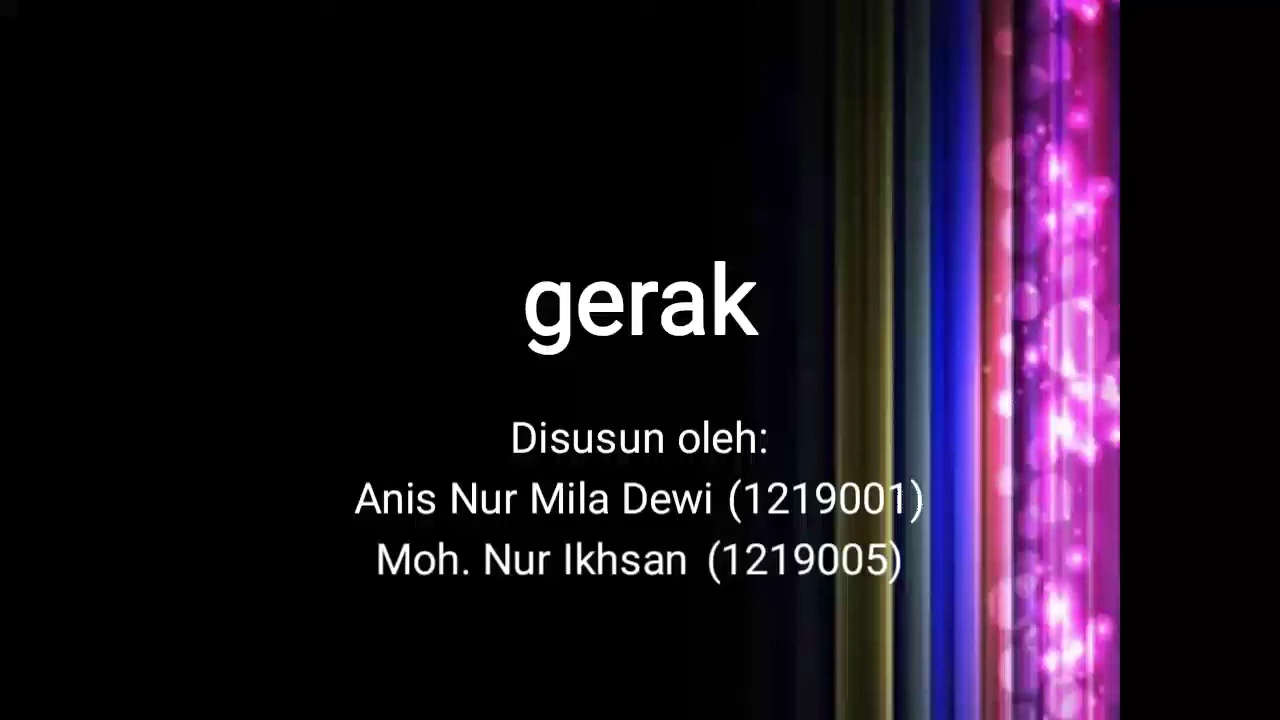 gerak
Disusun oleh:
Anis Nur Mila Dewi (1219001)
Moh. Nur Ikhsan (1219005)